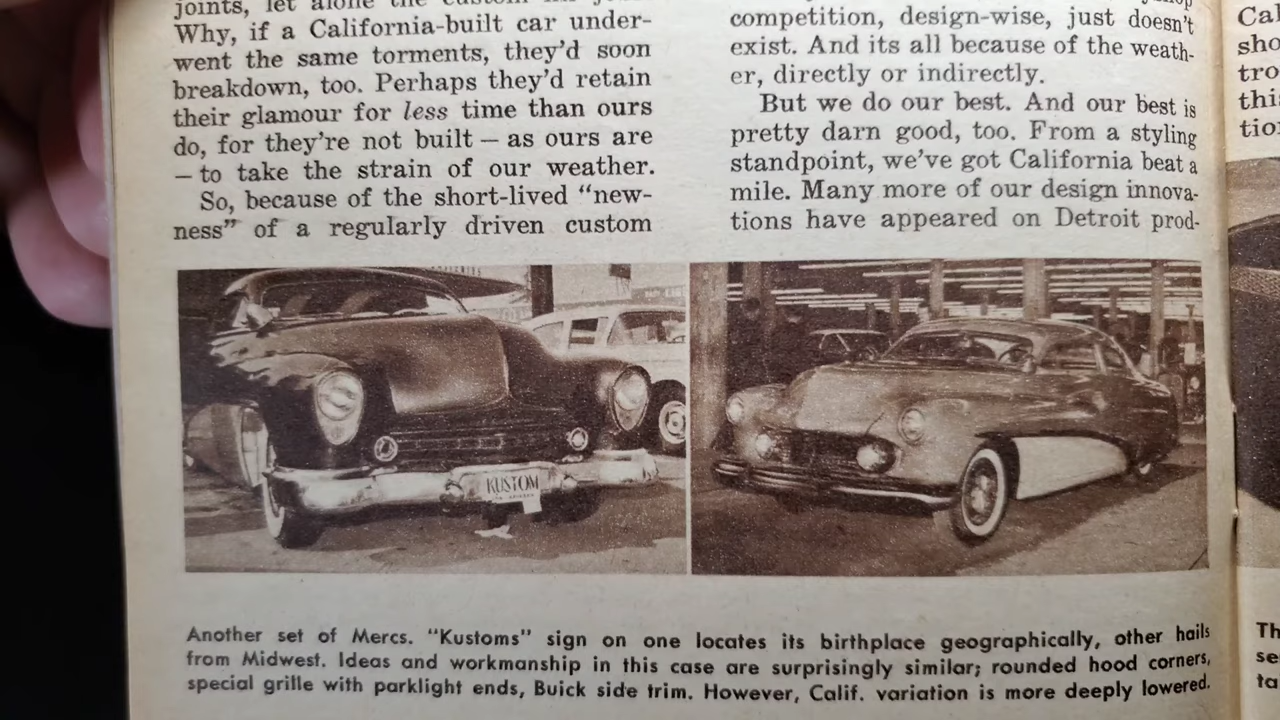 joints, let alone the custom
Why, if a California-built car under-
went the same torments, they'd soon
breakdown, too. Perhaps they'd retain
their glamour for less time than ours
do, for they're not built — as ours are
— to take the strain of our weather.
So, because of the short-lived "new-
ness" of a regularly driven custom
competition, design-wise, just doesn't
exist. And its all because of the weath-
er, directly or indirectly.
But we do our best. And our best is
pretty darn good, too. From a styling
standpoint, we've got California beat a
mile. Many more of our design innova-
tions have appeared on Detroit prod-
KUSTOM
Another set of Mercs. "Kustoms" sign on one locates its birthplace geographically, other hails
from Midwest. Ideas and workmanship in this case are surprisingly similar; rounded hood corners,
special grille with parklight ends, Buick side trim. However, Calif. variation is more deeply lowered.
Cal
sho
tro
this
tion
Th
se
ta